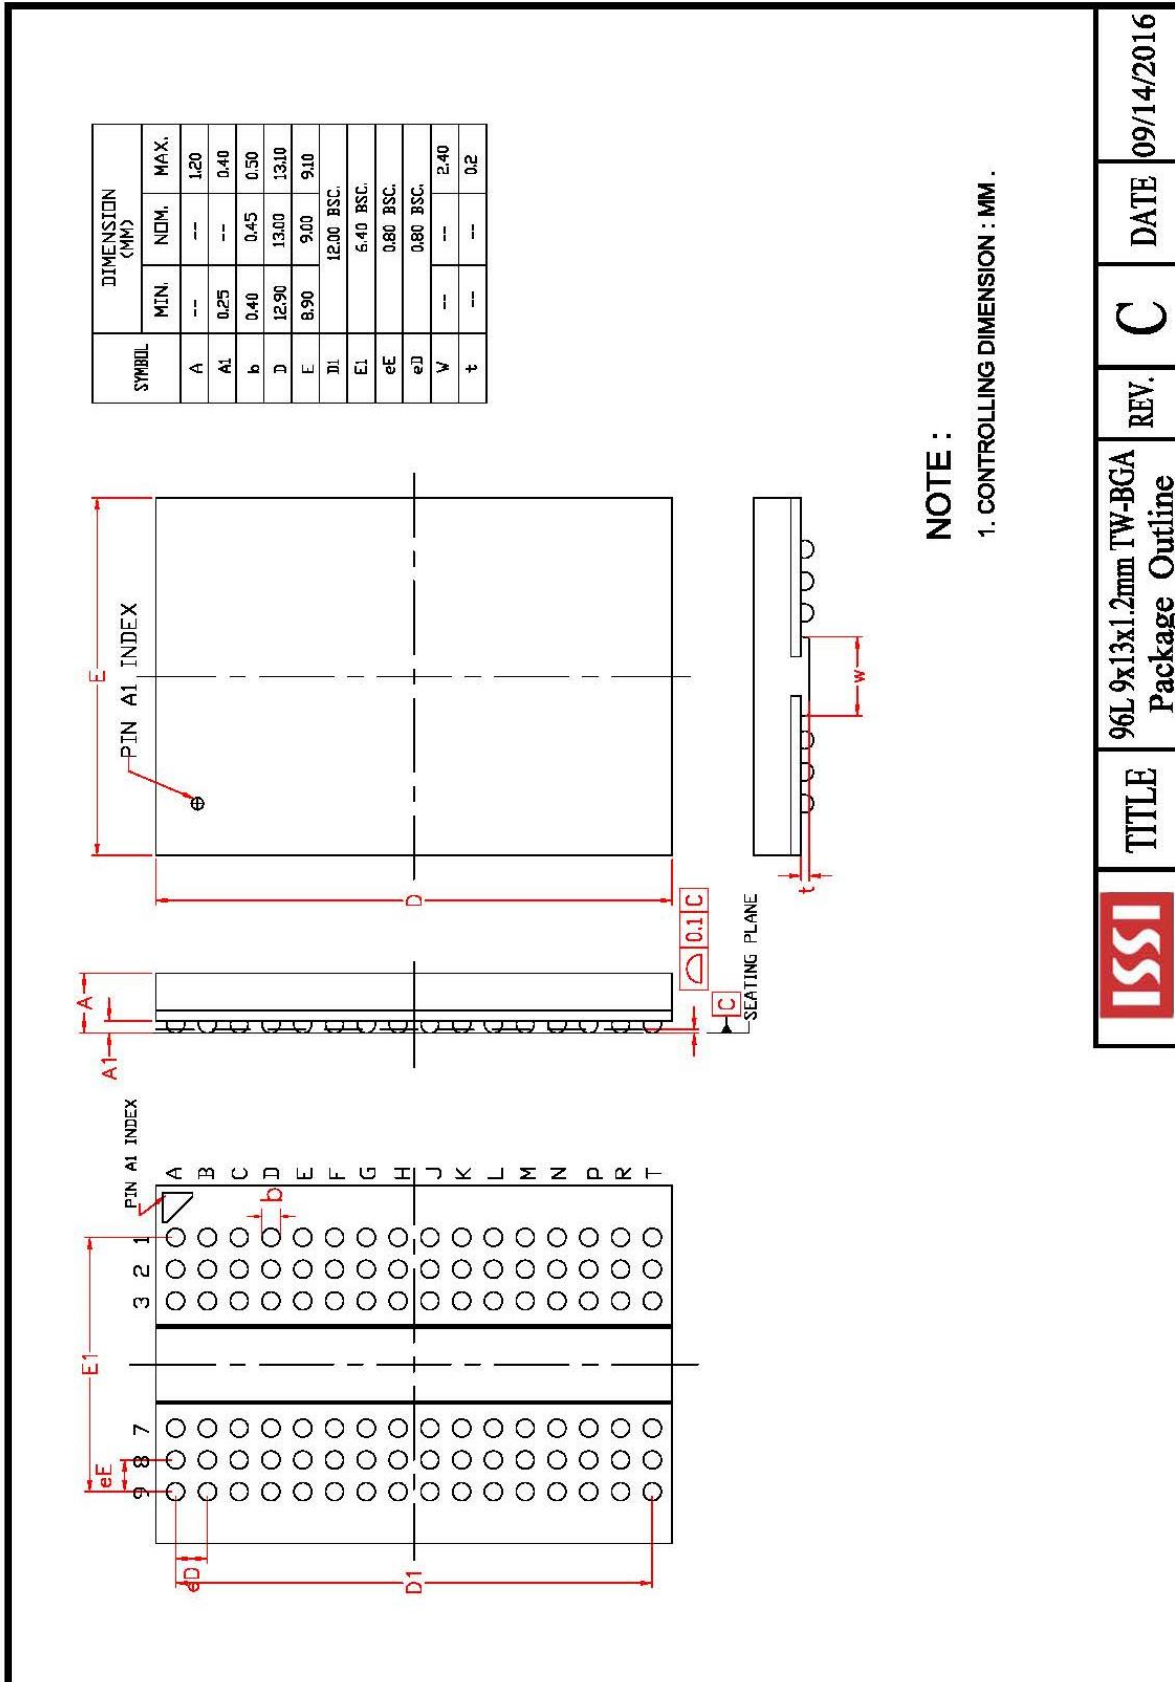 SYMBOL DIMENSION (MM)
MIN. NOM. MAX.
A -- -- 1.20
A1 0.25 -- 0.40
b 0.40 0.45 0.50
D 12.90 13.00 13.10
E 8.90 9.00 9.10
D1 12.00 BSC.
E1 6.40 BSC.
eE 0.80 BSC.
eD 0.80 BSC.
W -- -- 2.40
t -- -- 0.2
E1
eE
9 8 7 3 2 1
PIN A1 INDEX
A
B
C
D
E
F
G
H
J
K
L
M
N
P
R
T
b
eD
D1
A
A1
0.1 C
C
SEATING PLANE
E
PIN A1 INDEX
D
t
w
NOTE :
1. CONTROLLING DIMENSION : MM .
ISSI
TITLE
96L 9x13x1.2mm TW-BGA
Package Outline
REV.
C
DATE
09/14/2016